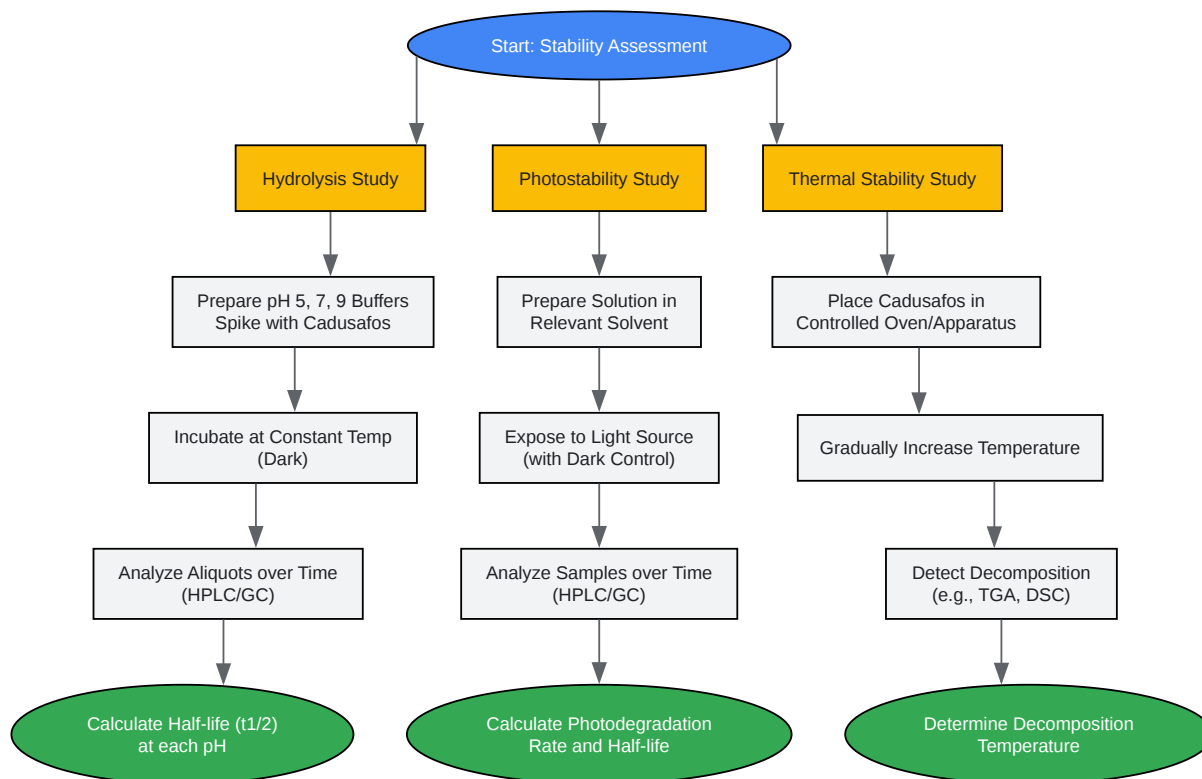 Start: Stability Assessment
Hydrolysis Study
Photostability Study
Thermal Stability Study
Prepare pH 5, 7, 9 Buffers
Spike with Cadusafos
Prepare Solution in
Relevant Solvent
Place Cadusafos in
Controlled Oven/Apparatus
Incubate at Constant Temp
(Dark)
Expose to Light Source
(with Dark Control)
Gradually Increase Temperature
Analyze Aliquots over Time
(HPLC/GC)
Analyze Samples over Time
(HPLC/GC)
Detect Decomposition
(e.g., TGA, DSC)
Calculate Half-life (t1/2)
at each pH
Calculate Photodegradation
Rate and Half-life
Determine Decomposition
Temperature